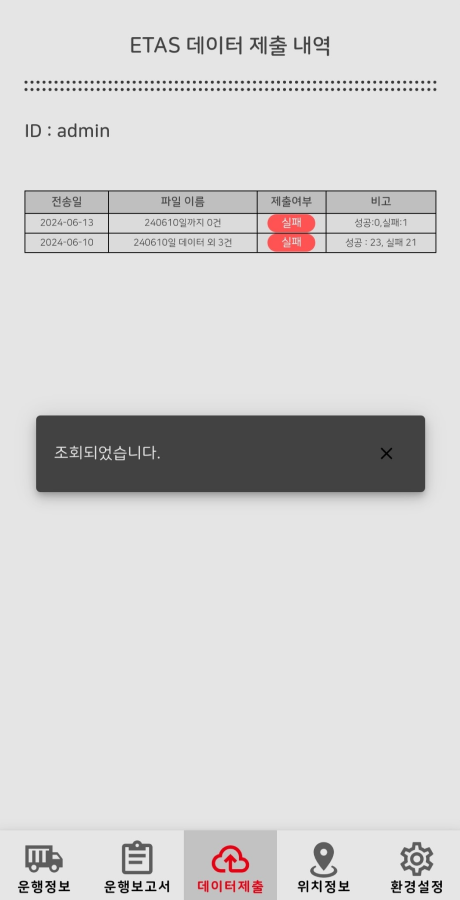 ETAS 데이터 제출 내역
ID : admin
전송일 파일 이름 제출여부 비고
2024-06-13 240610일까지 0건 실패 성공:0,실패:1
2024-06-10 240610일 데이터 외 3건 실패 성공 : 23, 실패 21
조회되었습니다.
운행정보 운행보고서 데이터제출 위치정보 환경설정